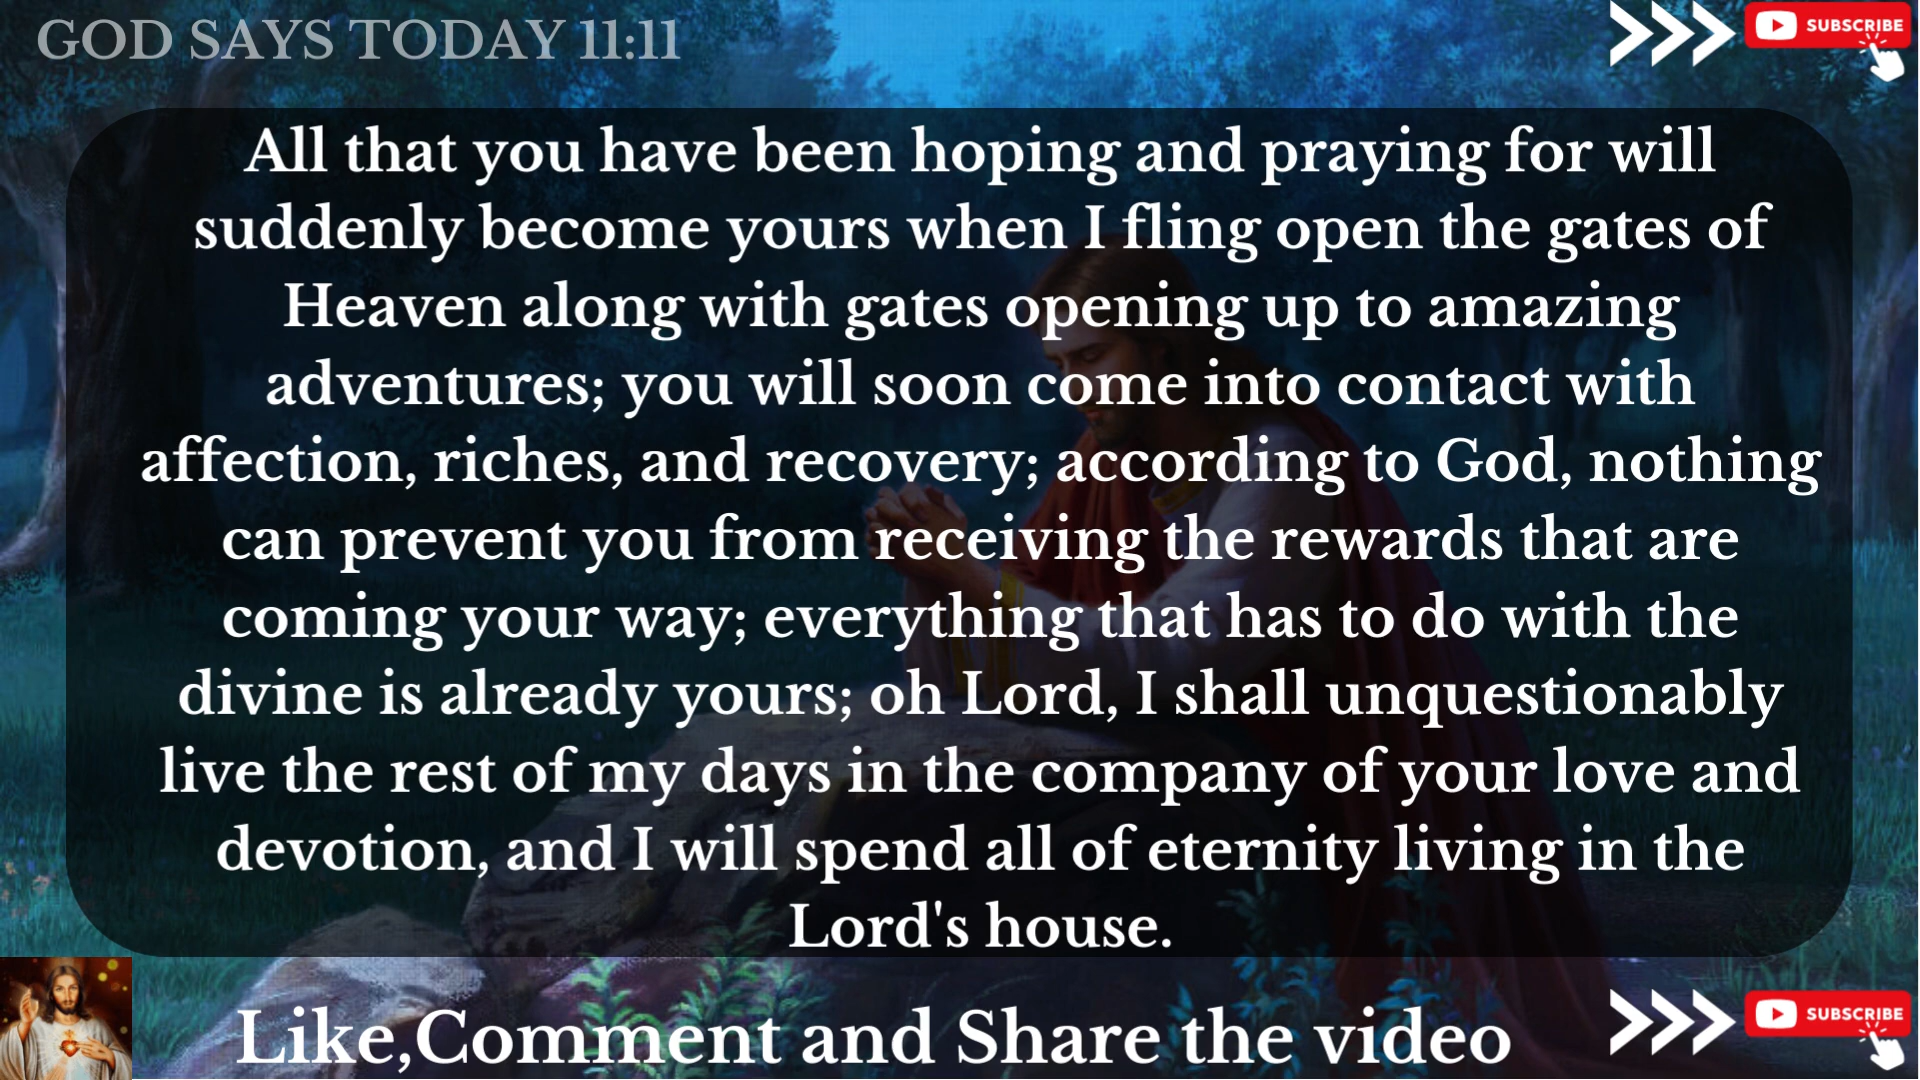 GOD SAYS TODAY 11:11
SUBSCRIBE
All that you have been hoping and praying for will
suddenly become yours when I fling open the gates of
Heaven along with gates opening up to amazing
adventures; you will soon come into contact with
affection, riches, and recovery; according to God, nothing
can prevent you from receiving the rewards that are
coming your way; everything that has to do with the
divine is already yours; oh Lord, I shall unquestionably
live the rest of my days in the company of your love and
devotion, and I will spend all of eternity living in the
Lord's house.
Like,Comment and Share the video
SUBSCRIBE